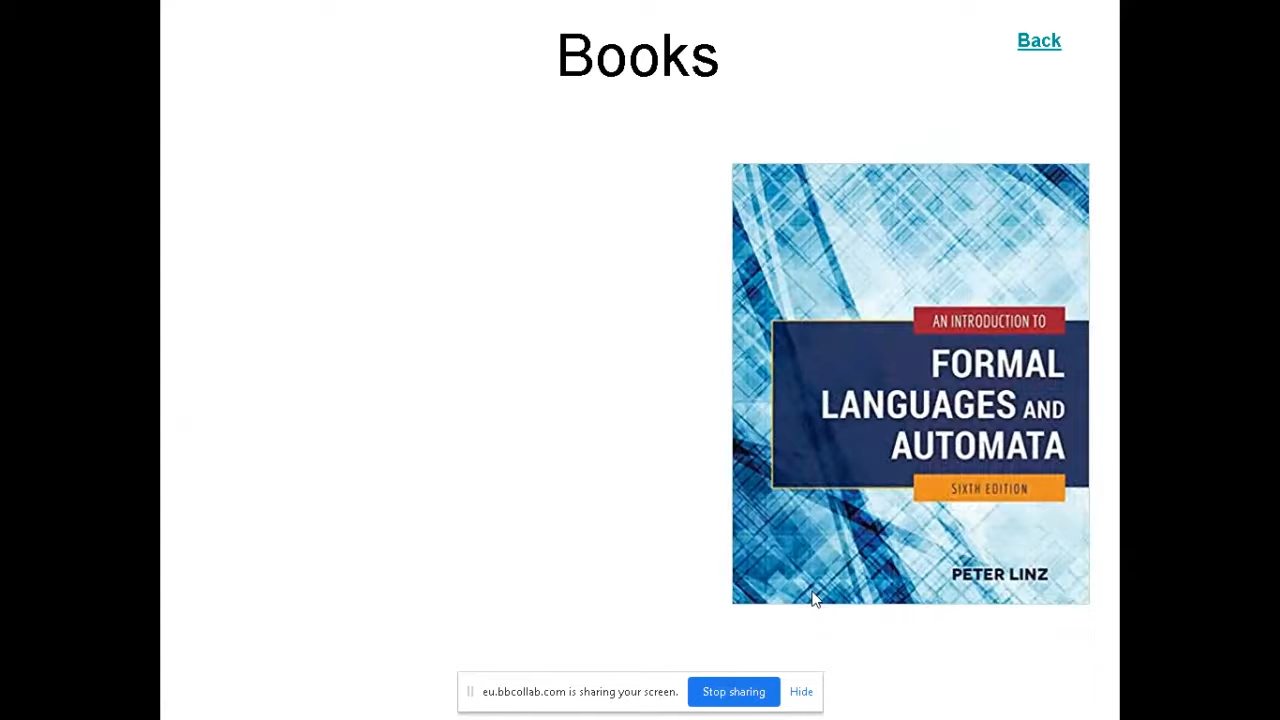 Books
Back
AN INTRODUCTION TO
FORMAL
LANGUAGES AND
AUTOMATA
SIXTH EDITION
PETER LINZ
eu.bbcollab.com is sharing your screen.
Stop sharing
Hide